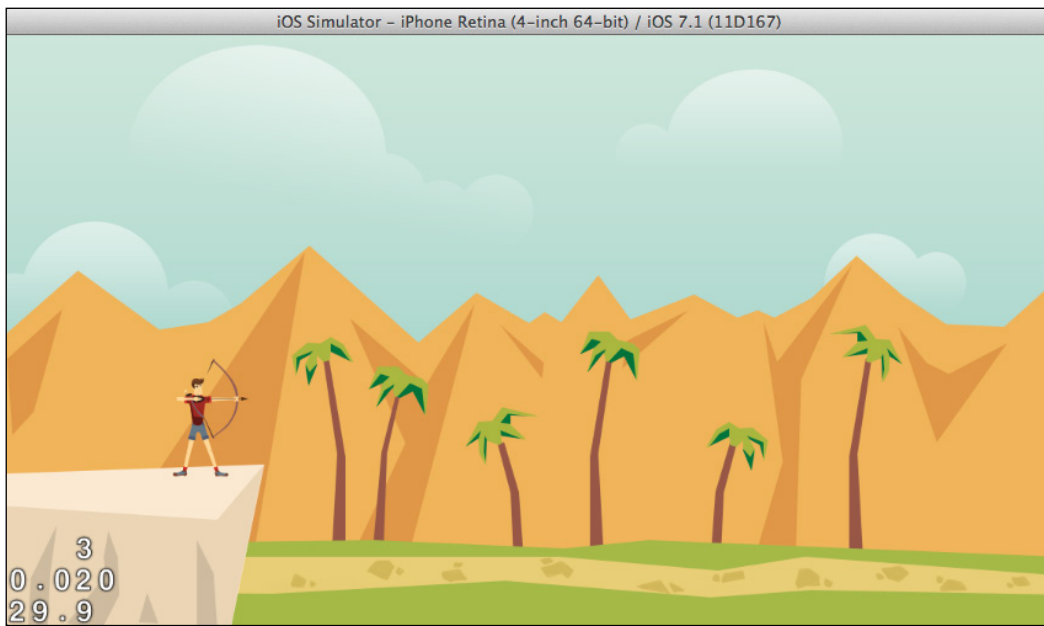 iOS Simulator – iPhone Retina (4-inch 64-bit) / iOS 7.1 (11D167)
3
0.020
29.9